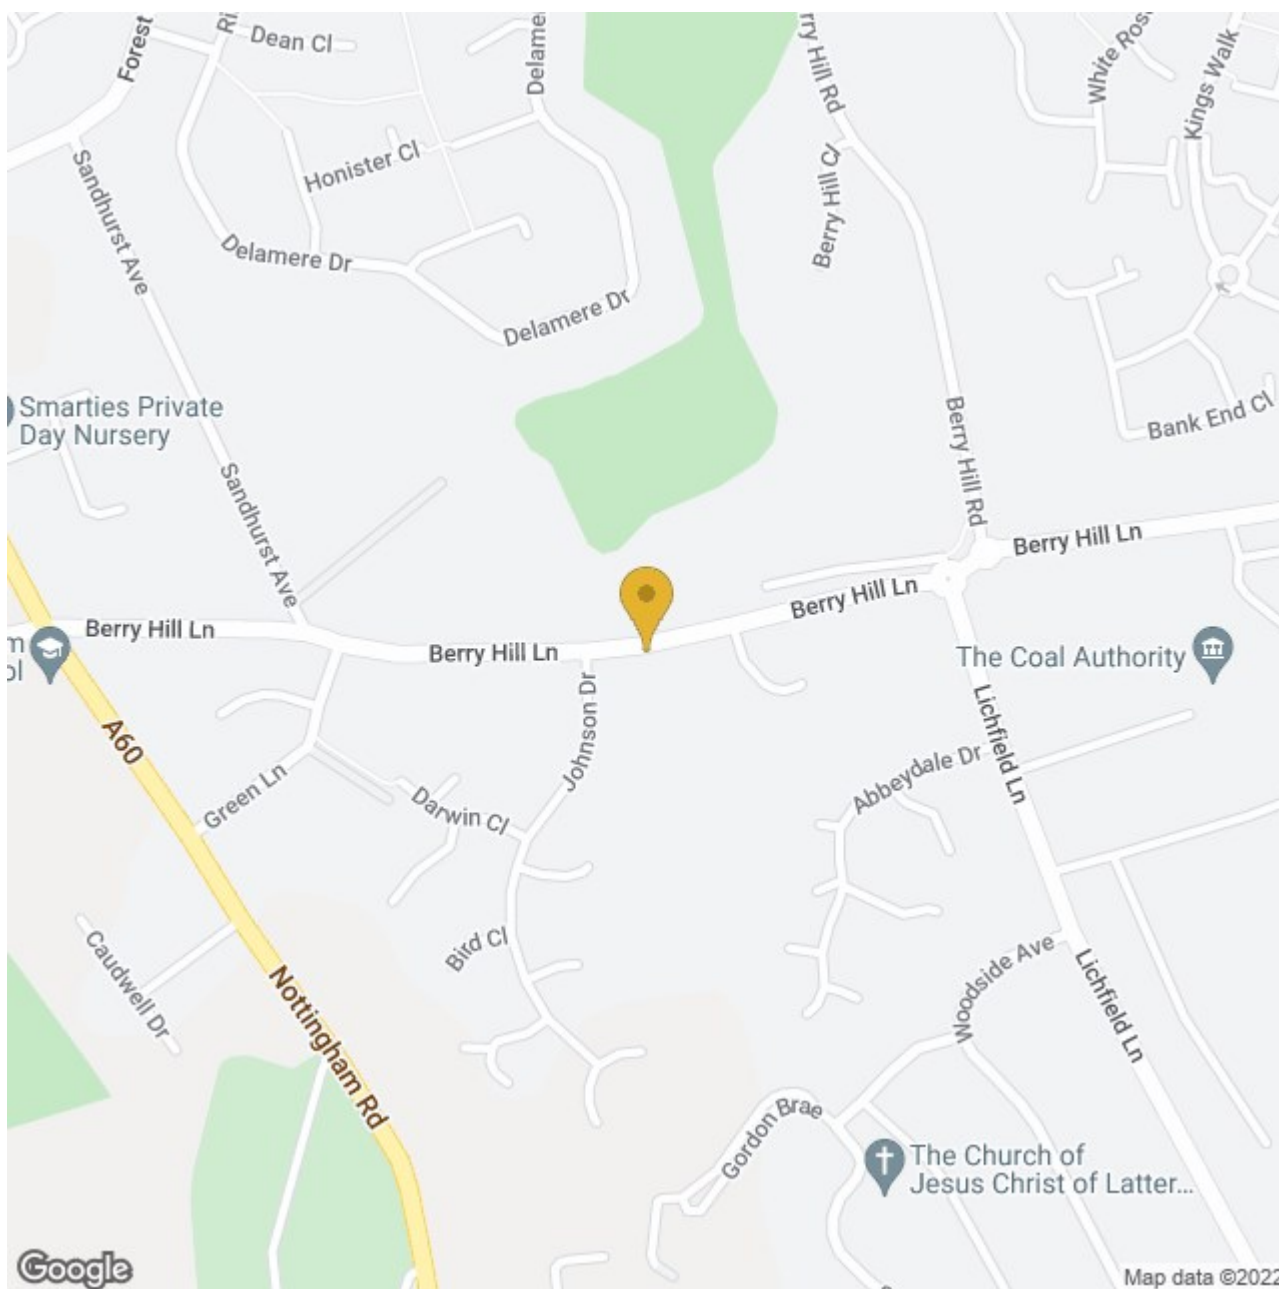 Dean Cl
Forest
Delamere
rry Hill Rd
White Rose
Kings Walk
Sandhurst Ave
Honister Cl
Berry Hill Cl
Delamere Dr
Delamere Dr
Smarties Private
Day Nursery
Berry Hill Rd
Bank End Cl
Sandhurst Ave
Berry Hill Ln
Berry Hill Ln
Berry Hill Ln
Berry Hill Ln
The Coal Authority
A60
Johnson Dr
Lichfield Ln
Abbeydale Dr
Green Ln
Darwin Cl
Bird Cl
Caudwell Dr
Woodside Ave
Nottingham Rd
Lichfield Ln
Gordon Brae
The Church of
Jesus Christ of Latter...
Google
Map data ©2022